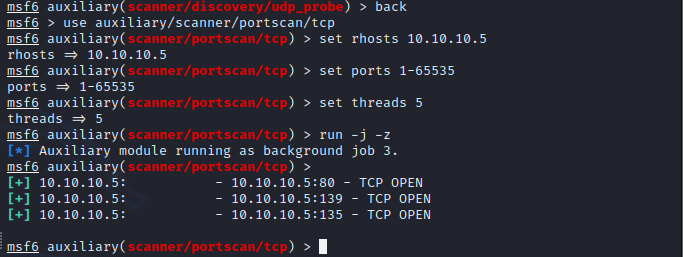 msf6 auxiliary(scanner/discovery/udp_probe) > back
msf6 > use auxiliary/scanner/portscan/tcp
msf6 auxiliary(scanner/portscan/tcp) > set rhosts 10.10.10.5
rhosts ⇒ 10.10.10.5
msf6 auxiliary(scanner/portscan/tcp) > set ports 1-65535
ports ⇒ 1-65535
msf6 auxiliary(scanner/portscan/tcp) > set threads 5
threads ⇒ 5
msf6 auxiliary(scanner/portscan/tcp) > run -j -z
[*] Auxiliary module running as background job 3.
msf6 auxiliary(scanner/portscan/tcp) >
[+] 10.10.10.5: - 10.10.10.5:80 - TCP OPEN
[+] 10.10.10.5: - 10.10.10.5:139 - TCP OPEN
[+] 10.10.10.5: - 10.10.10.5:135 - TCP OPEN
msf6 auxiliary(scanner/portscan/tcp) >